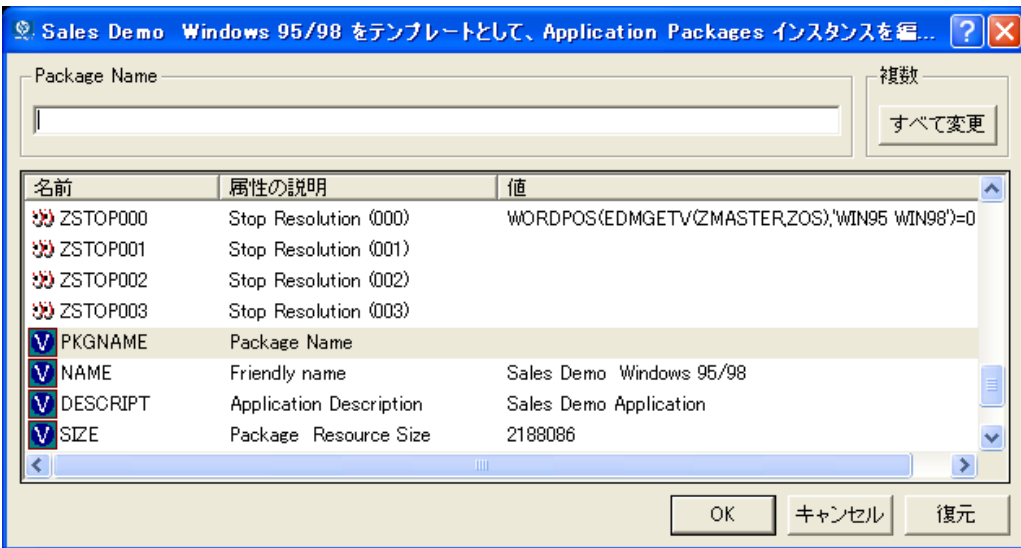 Sales Demo   Windows 95/98 をテンプレートとして、Application Packages インスタンスを編...
Package Name
複数
すべて変更
名前 属性の説明 値
ZSTOP000 Stop Resolution (000) WORDPOS(EDMGETV(ZMASTER,ZOS),'WIN95 WIN98')=0
ZSTOP001 Stop Resolution (001)
ZSTOP002 Stop Resolution (002)
ZSTOP003 Stop Resolution (003)
V PKGNAME Package Name
V NAME Friendly name Sales Demo  Windows 95/98
V DESCRIPT Application Description Sales Demo Application
V SIZE Package  Resource Size 2188086
OK キャンセル 復元